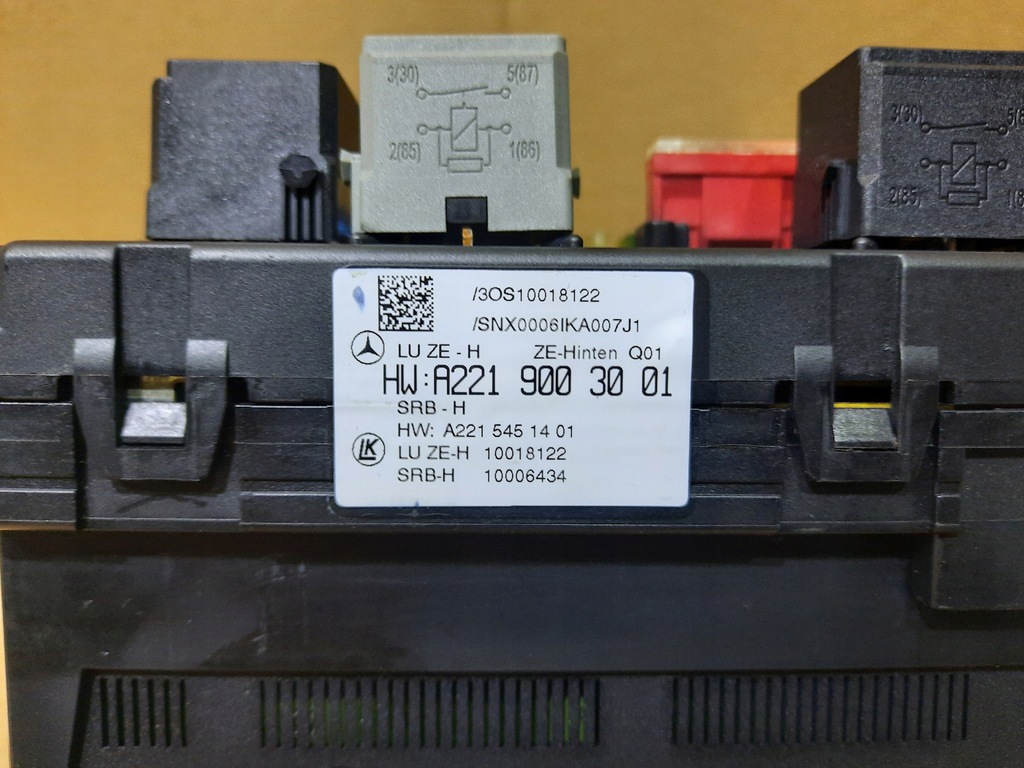 3(30) 5(87)
2(85) 1(86)
3(30)
2(85)
/3OS10018122
/SNX0006IKA007J1
LU ZE - H ZE-Hinten Q01
HW:A221 900 30 01
SRB - H
HW: A221 545 14 01
LK
LU ZE-H 10018122
SRB-H 10006434